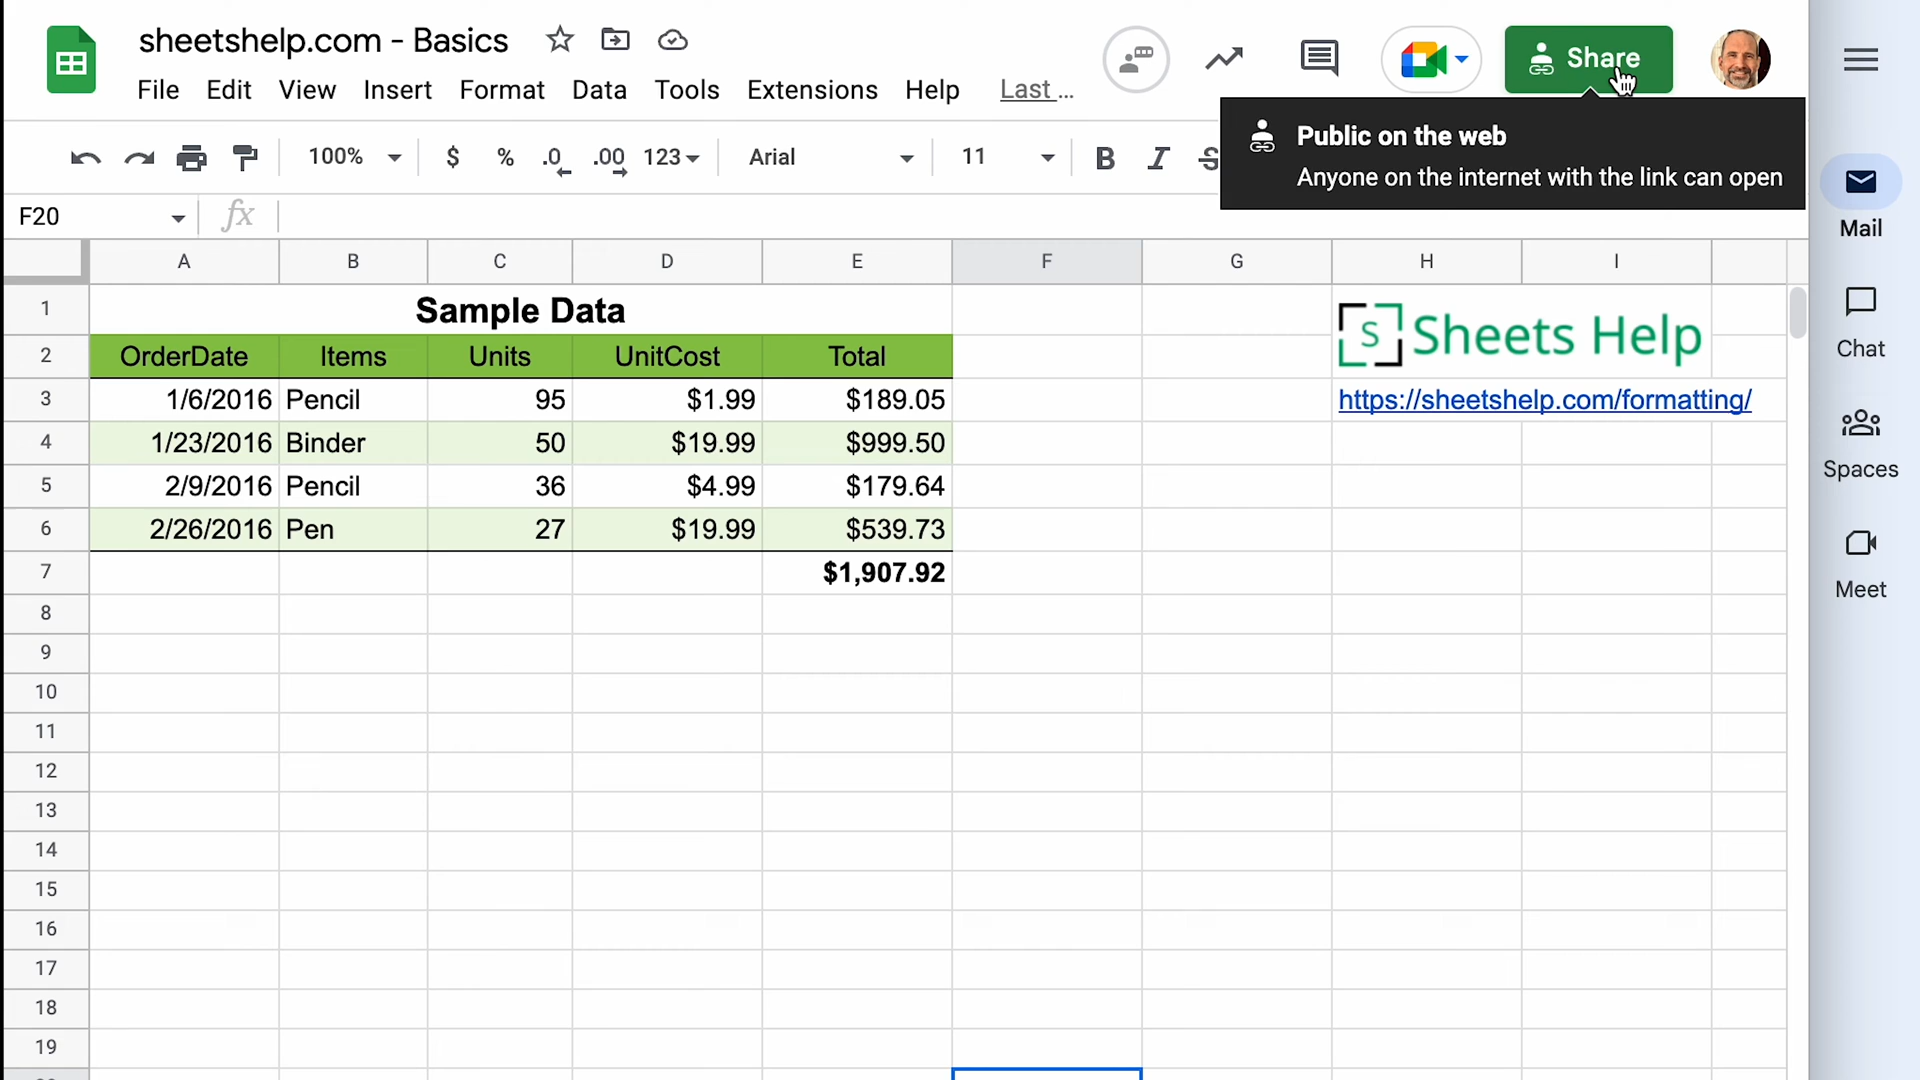 sheetshelp.com - Basics
File Edit View Insert Format Data Tools Extensions Help Last ...
Share
Public on the web
Anyone on the internet with the link can open
100% $ % .0 .00 123 Arial 11 B I S
F20 fx
A B C D E F G H I
1 Sample Data
S Sheets Help
2 OrderDate Items Units UnitCost Total
3 1/6/2016 Pencil 95 $1.99 $189.05 https://sheetshelp.com/formatting/
4 1/23/2016 Binder 50 $19.99 $999.50
5 2/9/2016 Pencil 36 $4.99 $179.64
6 2/26/2016 Pen 27 $19.99 $539.73
7 $1,907.92
8
9
10
11
12
13
14
15
16
17
18
19
Mail
Chat
Spaces
Meet